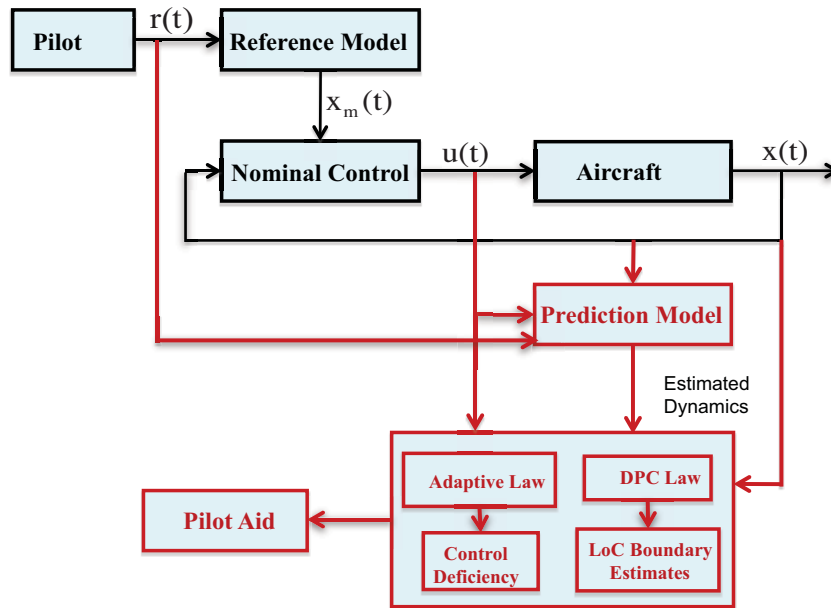 Pilot
r(t)
Reference Model
x_m(t)
Nominal Control
u(t)
Aircraft
x(t)
Prediction Model
Estimated
Dynamics
Adaptive Law
DPC Law
Pilot Aid
Control
Deficiency
LoC Boundary
Estimates